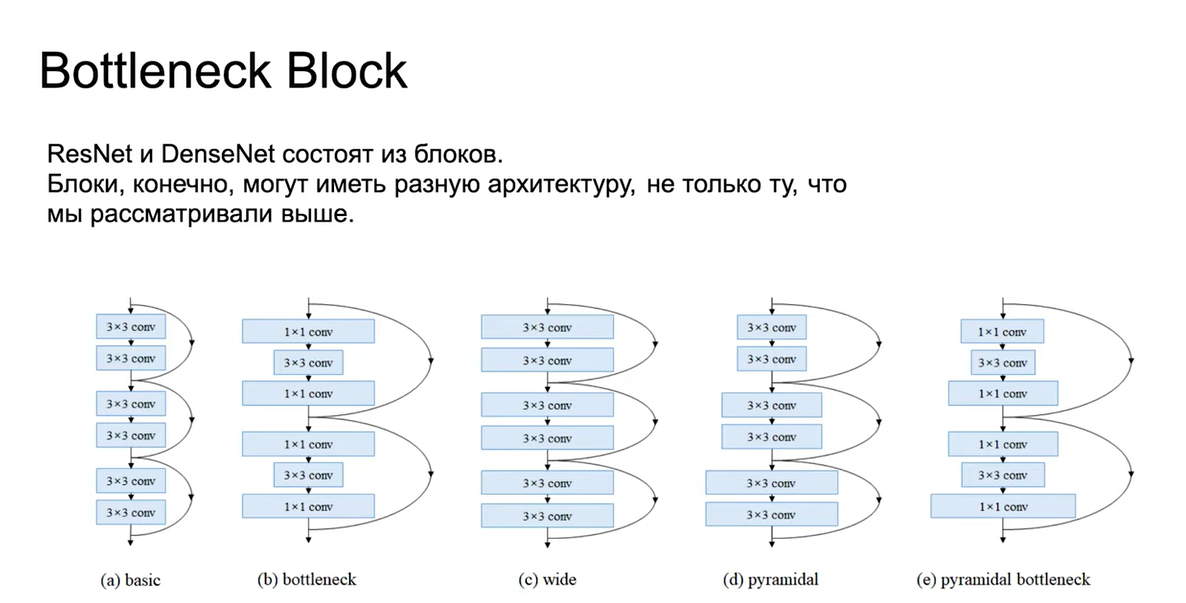 Bottleneck Block
ResNet и DenseNet состоят из блоков.
Блоки, конечно, могут иметь разную архитектуру, не только ту, что
мы рассматривали выше.
3×3 conv
3×3 conv
3×3 conv
3×3 conv
3×3 conv
3×3 conv
(a) basic
1×1 conv
3×3 conv
1×1 conv
1×1 conv
3×3 conv
1×1 conv
(b) bottleneck
3×3 conv
3×3 conv
3×3 conv
3×3 conv
3×3 conv
3×3 conv
(c) wide
3×3 conv
3×3 conv
3×3 conv
3×3 conv
3×3 conv
3×3 conv
(d) pyramidal
1×1 conv
3×3 conv
1×1 conv
1×1 conv
3×3 conv
1×1 conv
(e) pyramidal bottleneck